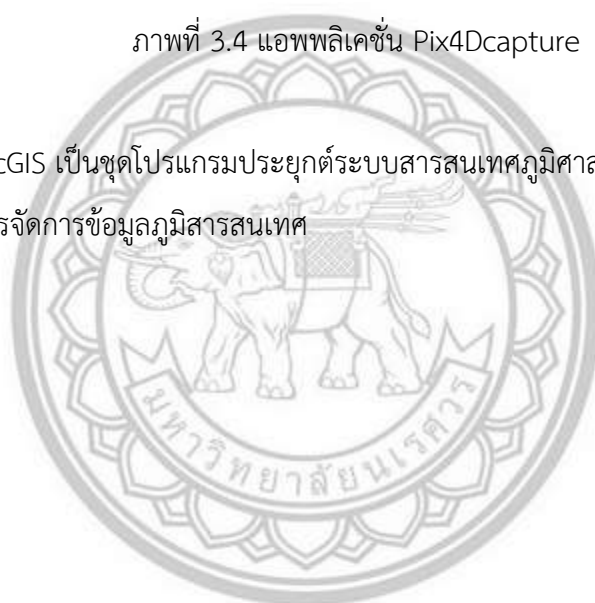 ภาพที่ 3.4 แอพพลิเคชั่น Pix4Dcapture
cGIS เป็นชุดโปรแกรมประยุกต์ระบบสารสนเทศภูมิศาส
รจัดการข้อมูลภูมิสารสนเทศ
มหาวิทยาลัยนเรศวร